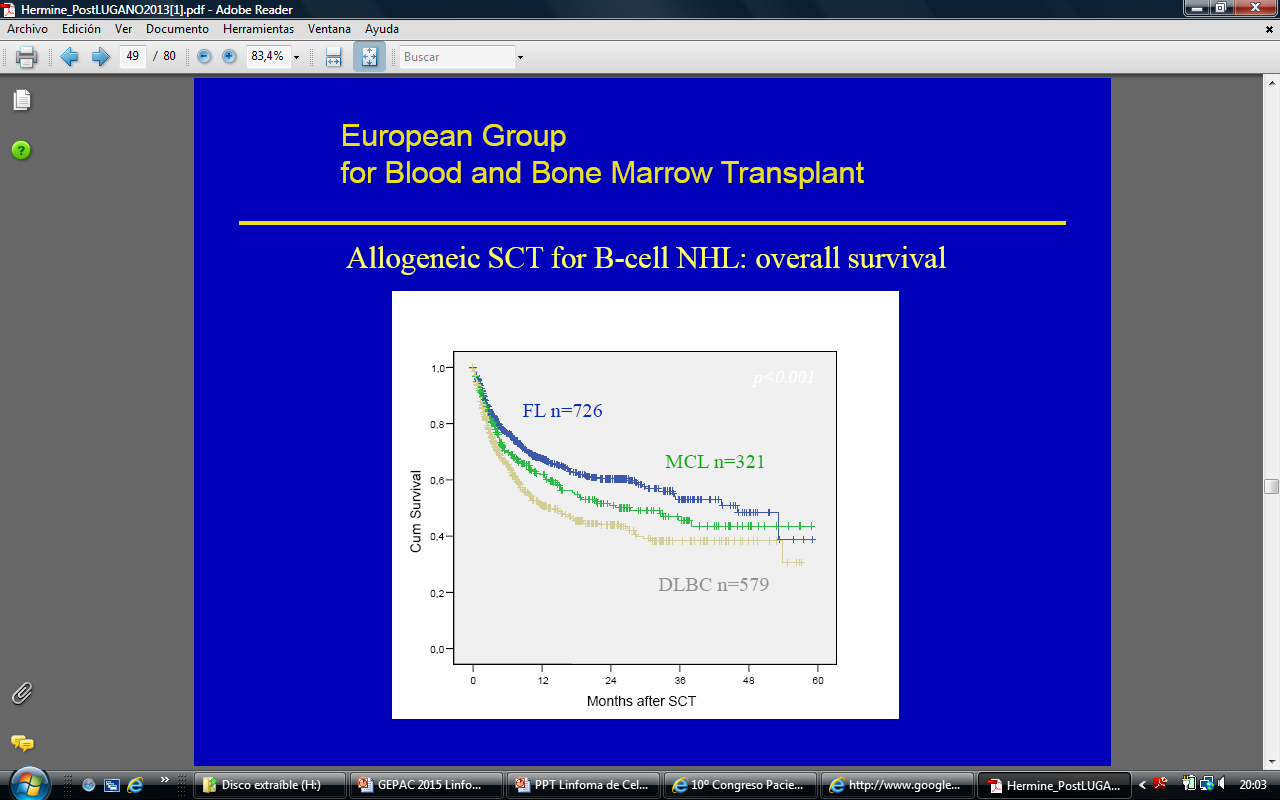 Hermine_PostLUGANO2013[1].pdf - Adobe Reader
Archivo Edición Ver Documento Herramientas Ventana Ayuda
49 / 80 83,4% Buscar
European Group
for Blood and Bone Marrow Transplant
Allogeneic SCT for B-cell NHL: overall survival
p<0.001
FL n=726
MCL n=321
DLBC n=579
Cum Survival
1,0
0,8
0,6
0,4
0,2
0,0
0 12 24 36 48 60
Months after SCT
Disco extraíble (H:) GEPAC 2015 Linfo... PPT Linfoma de Cel... 10º Congreso Pacie... http://www.google... Hermine_PostLUGA... 20:03